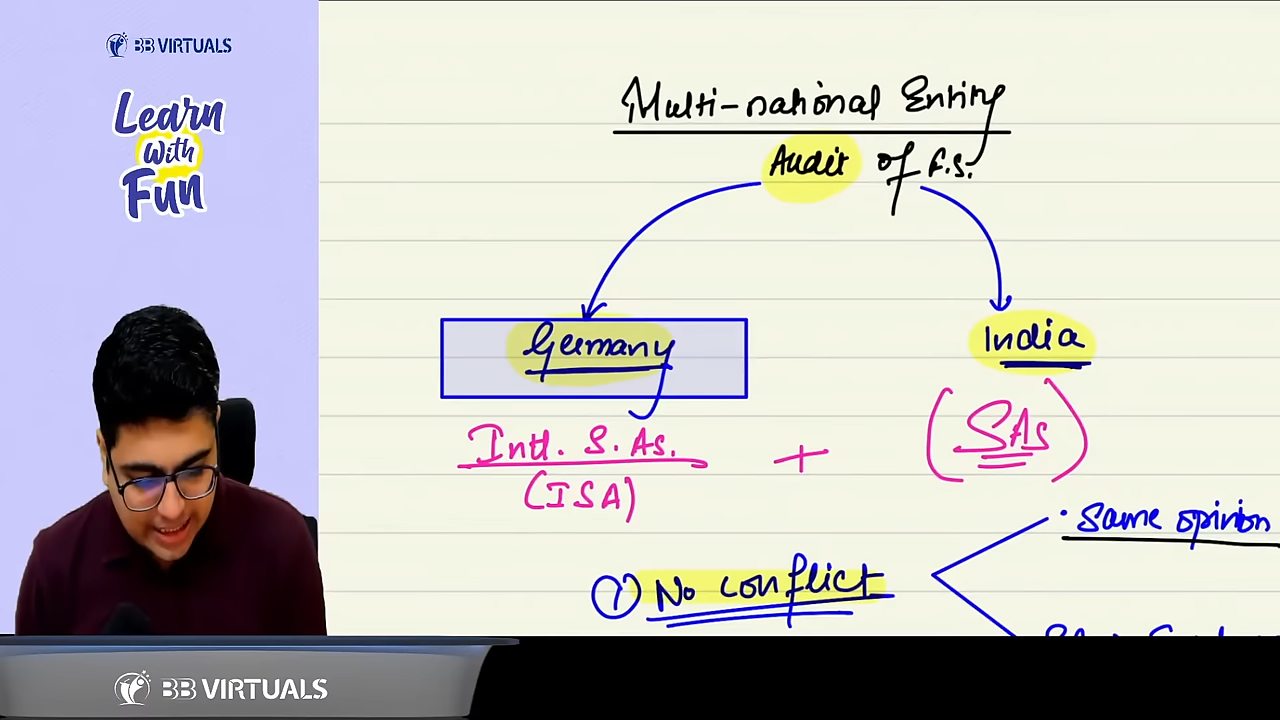 BB VIRTUALS
Learn
With
Fun
Multi-national Entity
Audit of F.S.
Germany
India
Intl. S. As.
(ISA)
+
(SAs)
① No conflict
• Same opinion
BB VIRTUALS